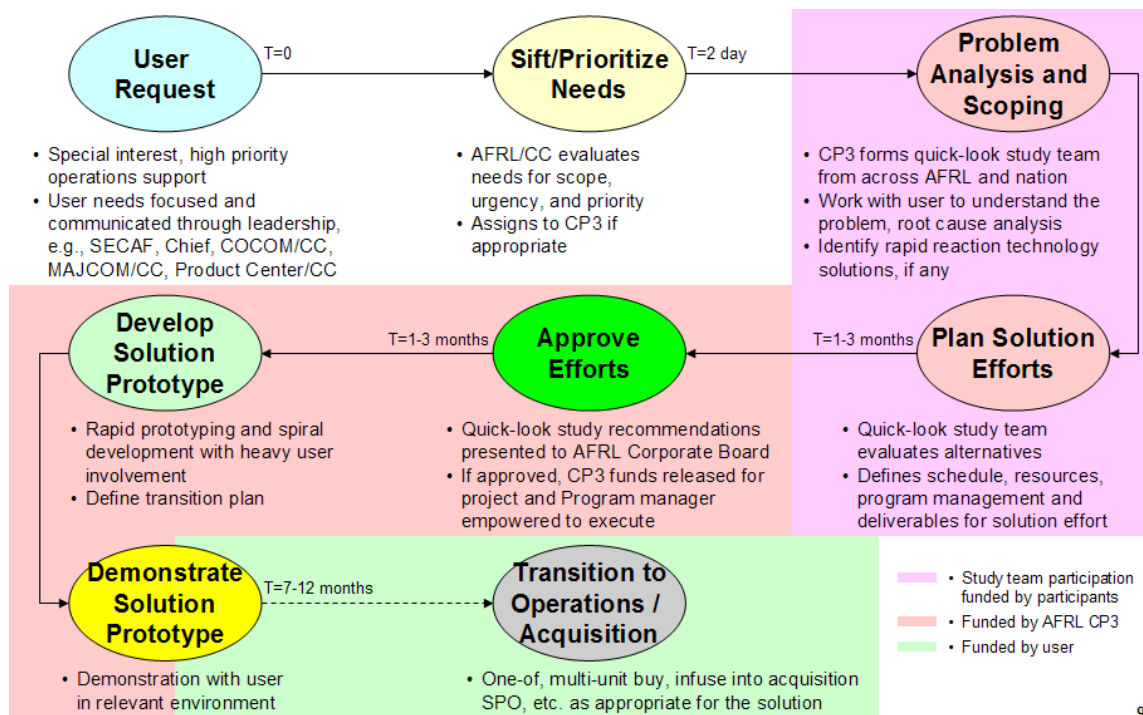 User
Request
T=0
Sift/Prioritize
Needs
T=2 day
Problem
Analysis and
Scoping
• Special interest, high priority
operations support
• User needs focused and
communicated through leadership,
e.g., SECAF, Chief, COCOM/CC,
MAJCOM/CC, Product Center/CC
• AFRL/CC evaluates
needs for scope,
urgency, and priority
• Assigns to CP3 if
appropriate
• CP3 forms quick-look study team
from across AFRL and nation
• Work with user to understand the
problem, root cause analysis
• Identify rapid reaction technology
solutions, if any
Develop
Solution
Prototype
T=1-3 months
Approve
Efforts
T=1-3 months
Plan Solution
Efforts
• Rapid prototyping and spiral
development with heavy user
involvement
• Define transition plan
• Quick-look study recommendations
presented to AFRL Corporate Board
• If approved, CP3 funds released for
project and Program manager
empowered to execute
• Quick-look study team
evaluates alternatives
• Defines schedule, resources,
program management and
deliverables for solution effort
Demonstrate
Solution
Prototype
T=7-12 months
Transition to
Operations /
Acquisition
• Demonstration with user
in relevant environment
• One-of, multi-unit buy, infuse into acquisition
SPO, etc. as appropriate for the solution
• Study team participation
funded by participants
• Funded by AFRL CP3
• Funded by user